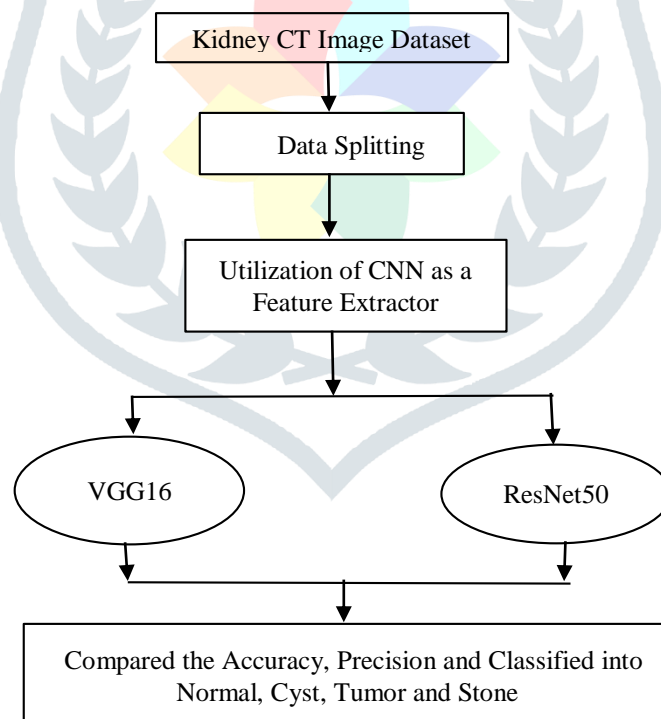 Kidney CT Image Dataset
Data Splitting
Utilization of CNN as a
Feature Extractor
VGG16
ResNet50
Compared the Accuracy, Precision and Classified into
Normal, Cyst, Tumor and Stone